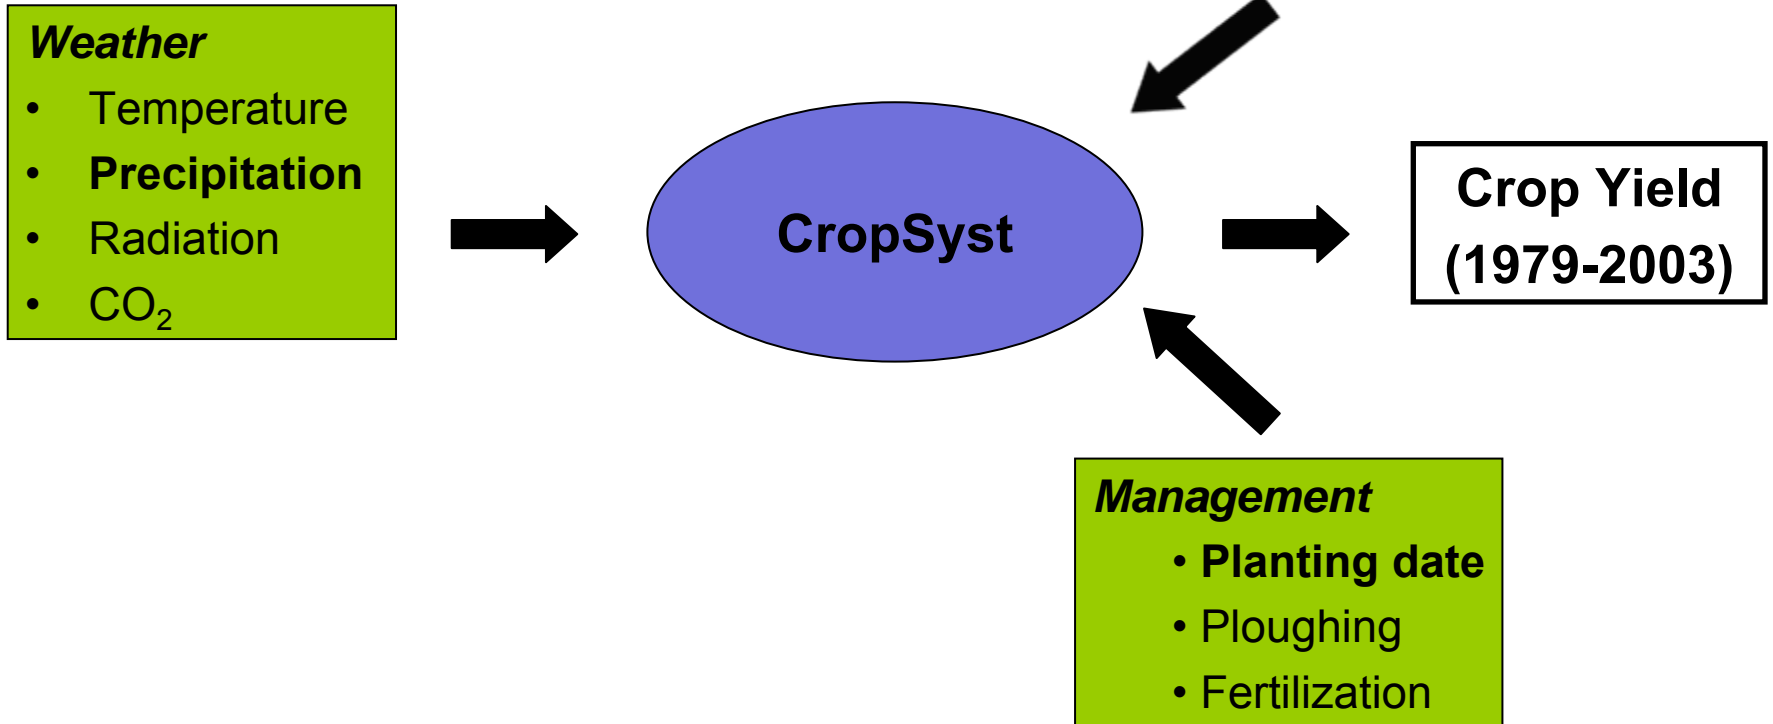 Weather
• Temperature
• Precipitation
• Radiation
• CO₂
CropSyst
Crop Yield
(1979-2003)
Management
• Planting date
• Ploughing
• Fertilization